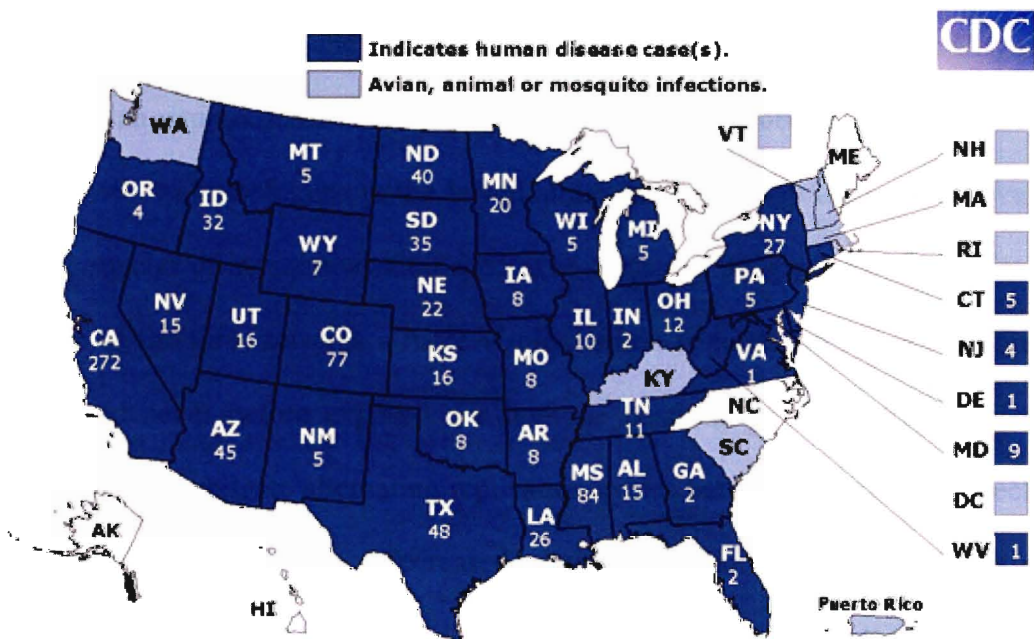 CDC
Indicates human disease case(s).
Avian, animal or mosquito infections.
WA
MT
5
ND
40
MN
20
VT
ME
NH
OR
4
ID
32
SD
35
WI
5
MI
5
NY
27
MA
WY
7
RI
NE
22
IA
8
PA
5
CT 5
NV
15
UT
16
CO
77
IL
10
IN
2
OH
12
NJ 4
CA
272
KS
16
MO
8
KY
VA
1
DE 1
NC
TN
11
AZ
45
NM
5
OK
8
AR
8
SC
MD 9
MS
84
AL
15
GA
2
DC
TX
48
LA
26
AK
FL
2
WV 1
HI
Puerto Rico